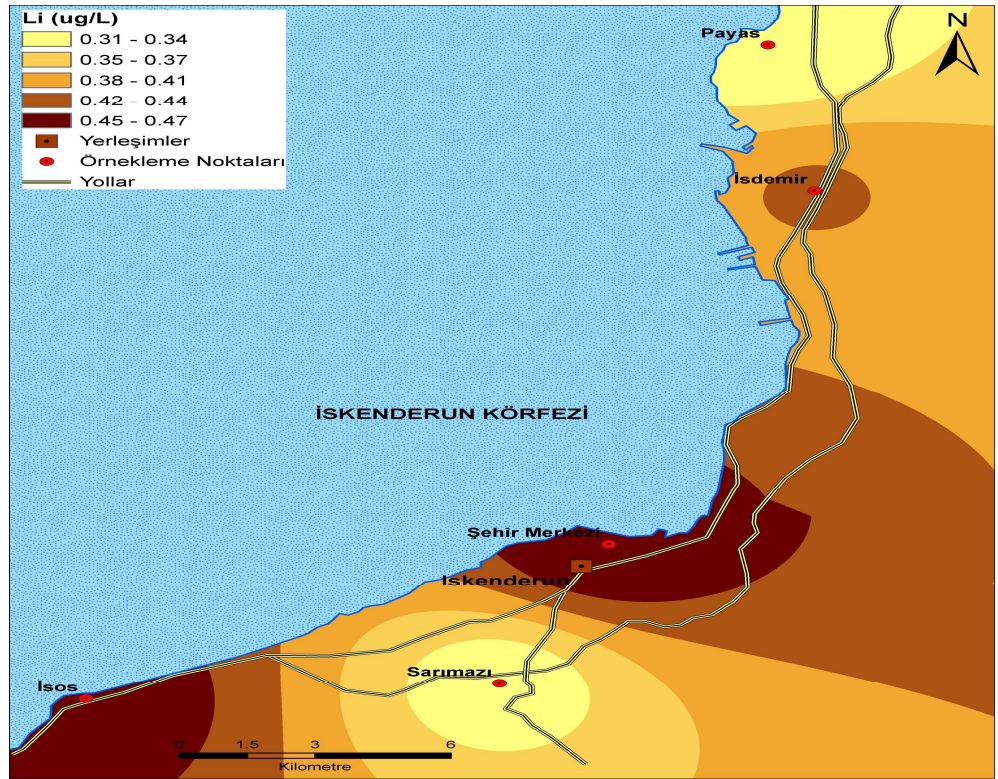 Li (ug/L)
0.31 - 0.34
0.35 - 0.37
0.38 - 0.41
0.42 - 0.44
0.45 - 0.47
Yerleşimler
Örnekleme Noktaları
Yollar
N
Payas
İsdemir
İSKENDERUN KÖRFEZİ
Şehir Merkezi
İskenderun
Sarımazı
İsos
0 1.5 3 6
Kilometre